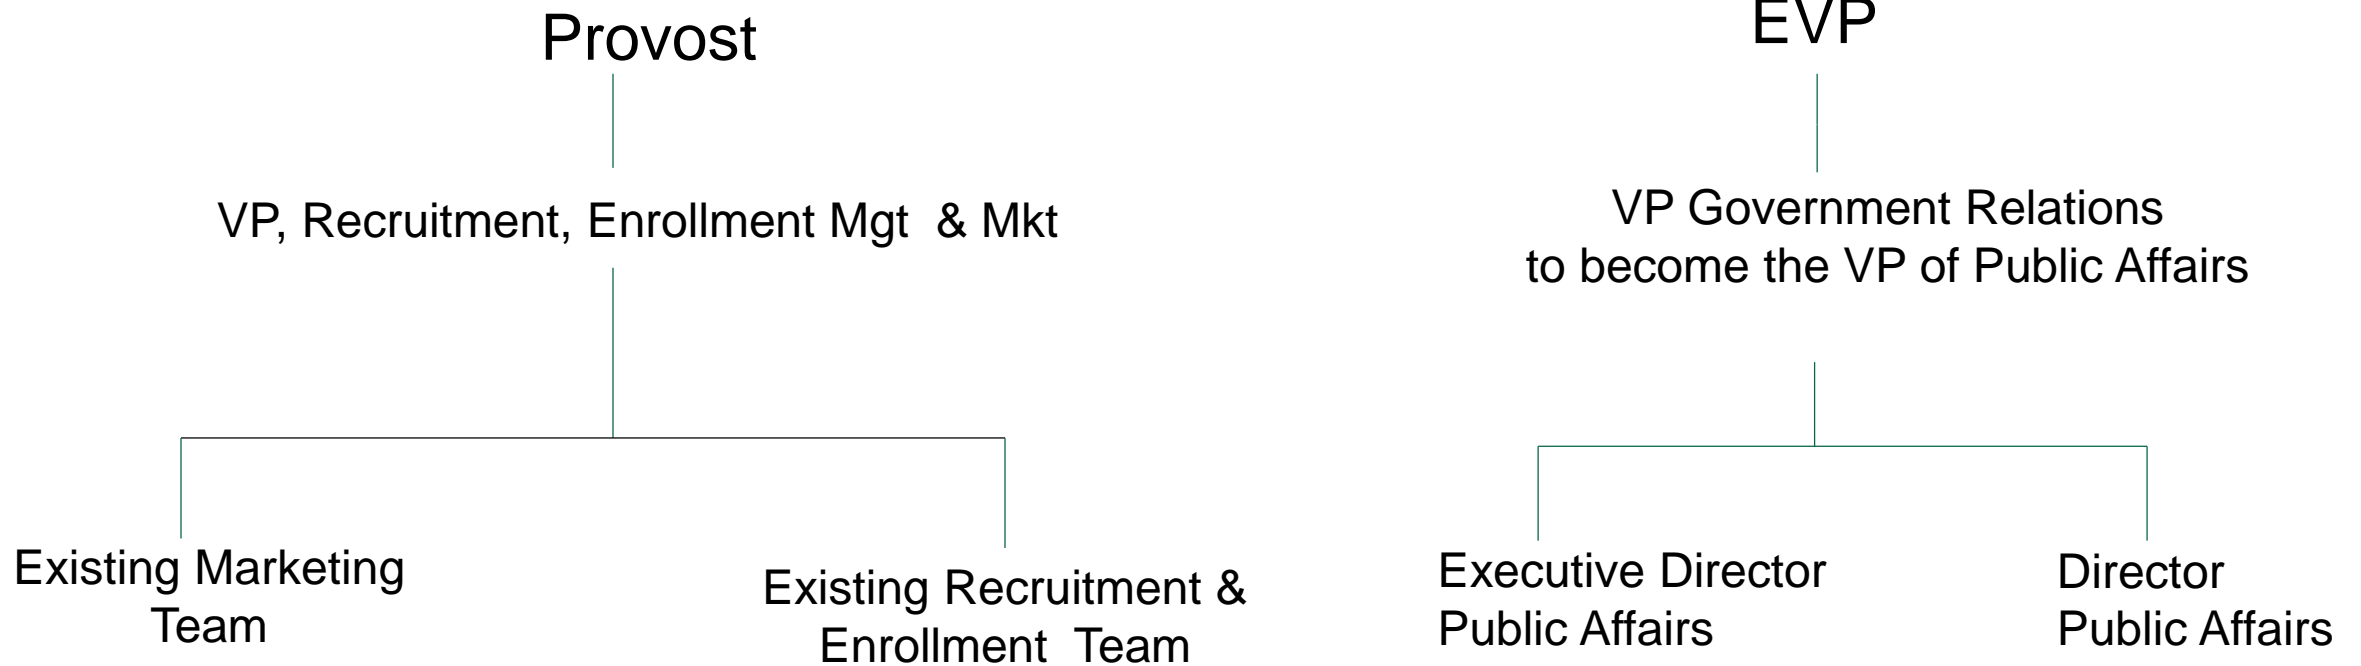 Provost
EVP
VP, Recruitment, Enrollment Mgt  & Mkt
VP Government Relations
to become the VP of Public Affairs
Existing Marketing
Team
Existing Recruitment &
Enrollment  Team
Executive Director
Public Affairs
Director
Public Affairs